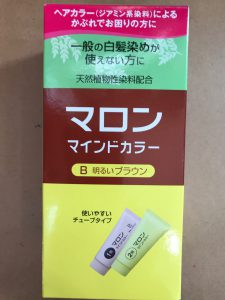 ヘアカラー(ジアミン系染料)による
かぶれでお困りの方に
一般の白髪染めが
使えない方に
天然植物性染料配合
マロン
マインドカラー
B 明るいブラウン
使いやすい
チューブタイプ
1剤
マロン
2剤
マロン